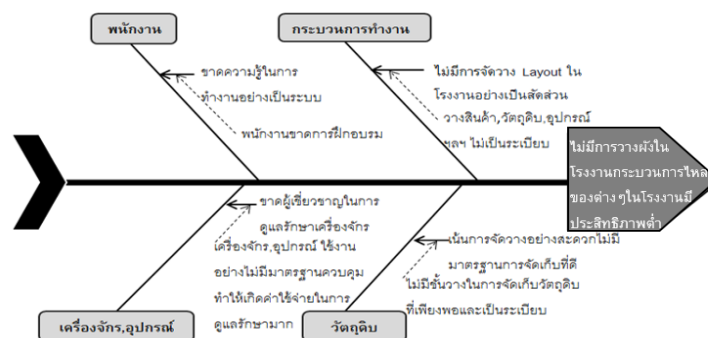 พนักงาน
กระบวนการทำงาน
ขาดความรู้ในการ
ทำงานอย่างเป็นระบบ
พนักงานขาดการฝึกอบรม
ไม่มีการจัดวาง Layout ใน
โรงงานอย่างเป็นสัดส่วน
วางสินค้า,วัตถุดิบ,อุปกรณ์
ฯลฯ ไม่เป็นระเบียบ
ไม่มีการวางผังใน
โรงงานกระบวนการไหล
ของต่างๆในโรงงานมี
ประสิทธิภาพต่ำ
ขาดผู้เชี่ยวชาญในการ
ดูแลรักษาเครื่องจักร
เครื่องจักร,อุปกรณ์ ใช้งาน
อย่างไม่มีมาตรฐานควบคุม
ทำให้เกิดค่าใช้จ่ายในการ
ดูแลรักษามาก
เน้นการจัดวางอย่างสะดวกไม่มี
มาตรฐานการจัดเก็บที่ดี
ไม่มีชั้นวางในการจัดเก็บวัตถุดิบ
ที่เพียงพอและเป็นระเบียบ
เครื่องจักร,อุปกรณ์
วัตถุดิบ